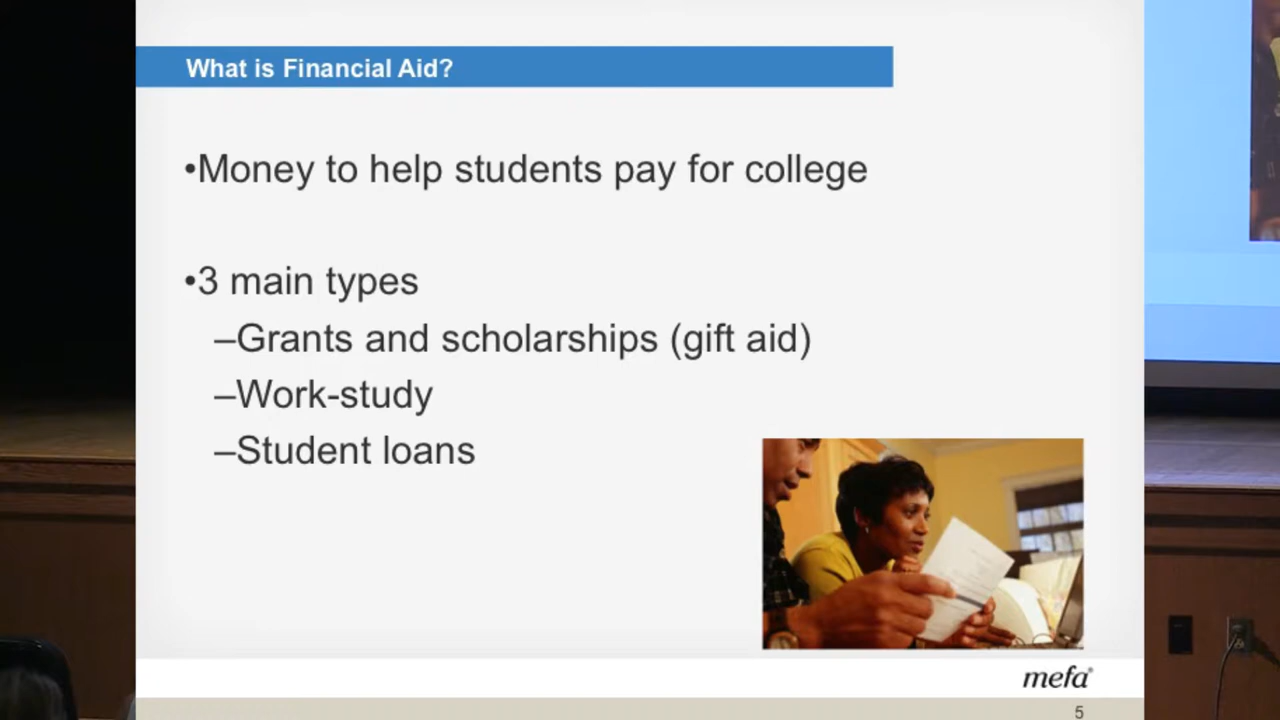 What is Financial Aid?
•Money to help students pay for college
•3 main types
–Grants and scholarships (gift aid)
–Work-study
–Student loans
mefa®
5